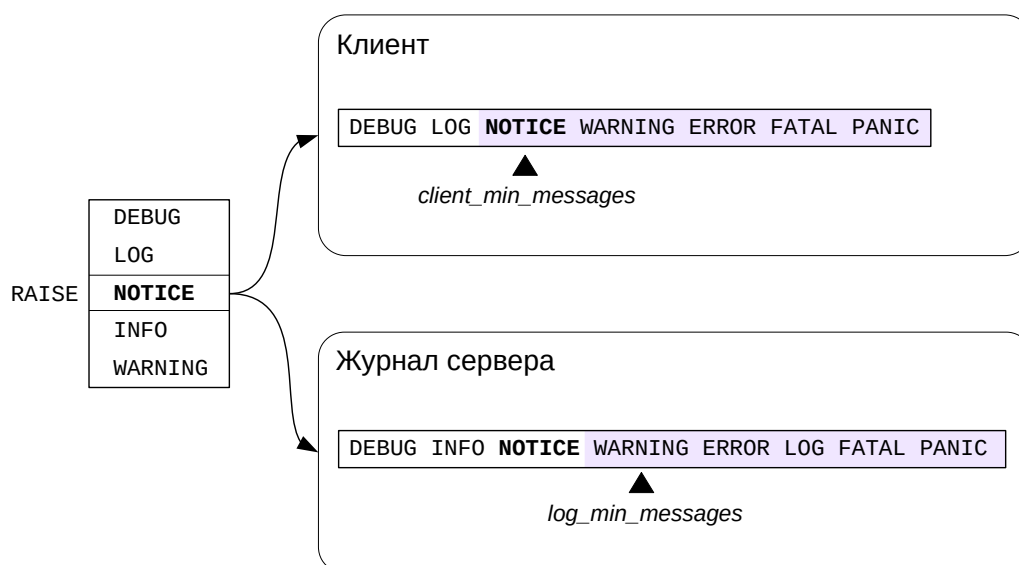 Клиент
DEBUG LOG NOTICE WARNING ERROR FATAL PANIC
client_min_messages
DEBUG
LOG
RAISE NOTICE
INFO
WARNING
Журнал сервера
DEBUG INFO NOTICE WARNING ERROR LOG FATAL PANIC
log_min_messages